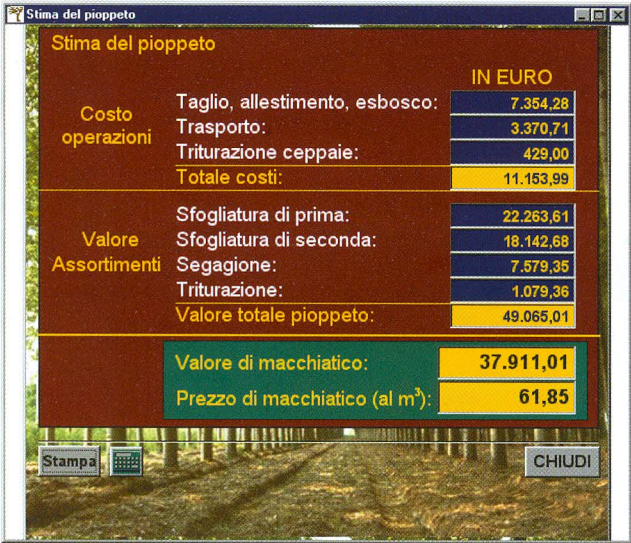 Stima del pioppeto
Stima del pioppeto
IN EURO
Costo
operazioni
Taglio, allestimento, esbosco: 7.354,28
Trasporto: 3.370,71
Triturazione ceppaie: 429,00
Totale costi: 11.153,99
Valore
Assortimenti
Sfogliatura di prima: 22.263,61
Sfogliatura di seconda: 18.142,68
Segagione: 7.579,35
Triturazione: 1.079,36
Valore totale pioppeto: 49.065,01
Valore di macchiatico: 37.911,01
Prezzo di macchiatico (al m³): 61,85
Stampa CHIUDI